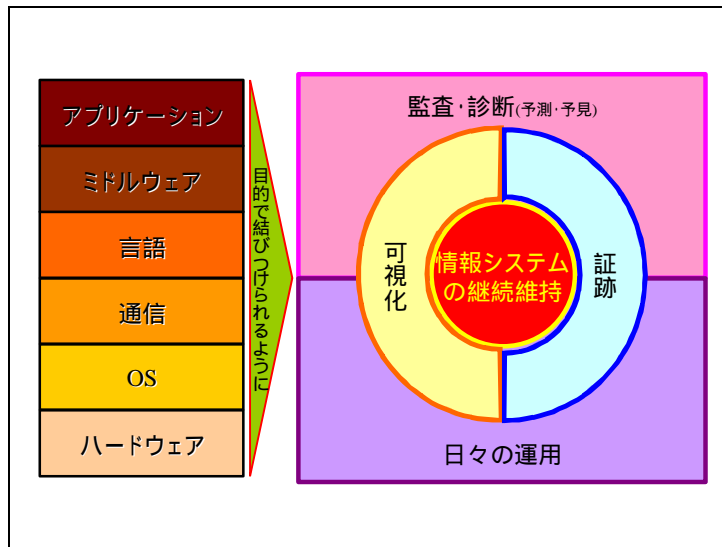 アプリケーション
ミドルウェア
言語
通信
OS
ハードウェア
目的で結びつけられるように
監査･診断(予測･予見)
可視化
情報システム
の継続維持
証跡
日々の運用